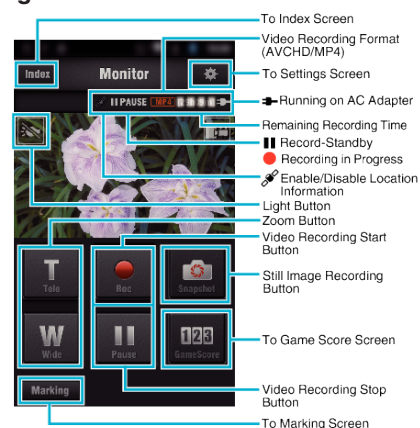 To Index Screen
Video Recording Format
(AVCHD/MP4)
Index
Monitor
To Settings Screen
PAUSE
MP4
Running on AC Adapter
Remaining Recording Time
Record-Standby
Recording in Progress
Enable/Disable Location
Information
Light Button
Zoom Button
Video Recording Start
Button
T
Tele
Rec
Snapshot
Still Image Recording
Button
W
Wide
Pause
123
GameScore
To Game Score Screen
Marking
Video Recording Stop
Button
To Marking Screen